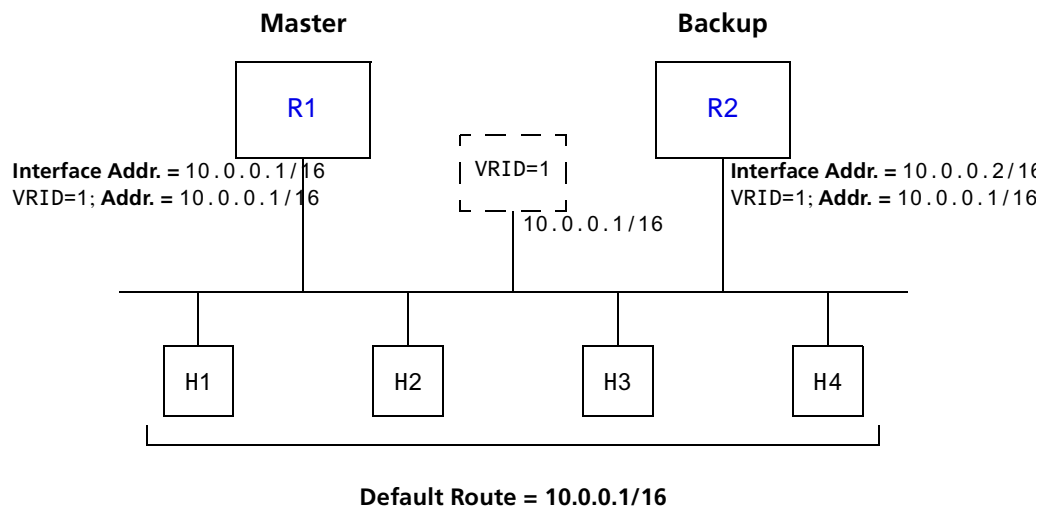 Master
Backup
R1
R2
Interface Addr. = 10.0.0.1/16
VRID=1; Addr. = 10.0.0.1/16
VRID=1
10.0.0.1/16
Interface Addr. = 10.0.0.2/16
VRID=1; Addr. = 10.0.0.1/16
H1
H2
H3
H4
Default Route = 10.0.0.1/16